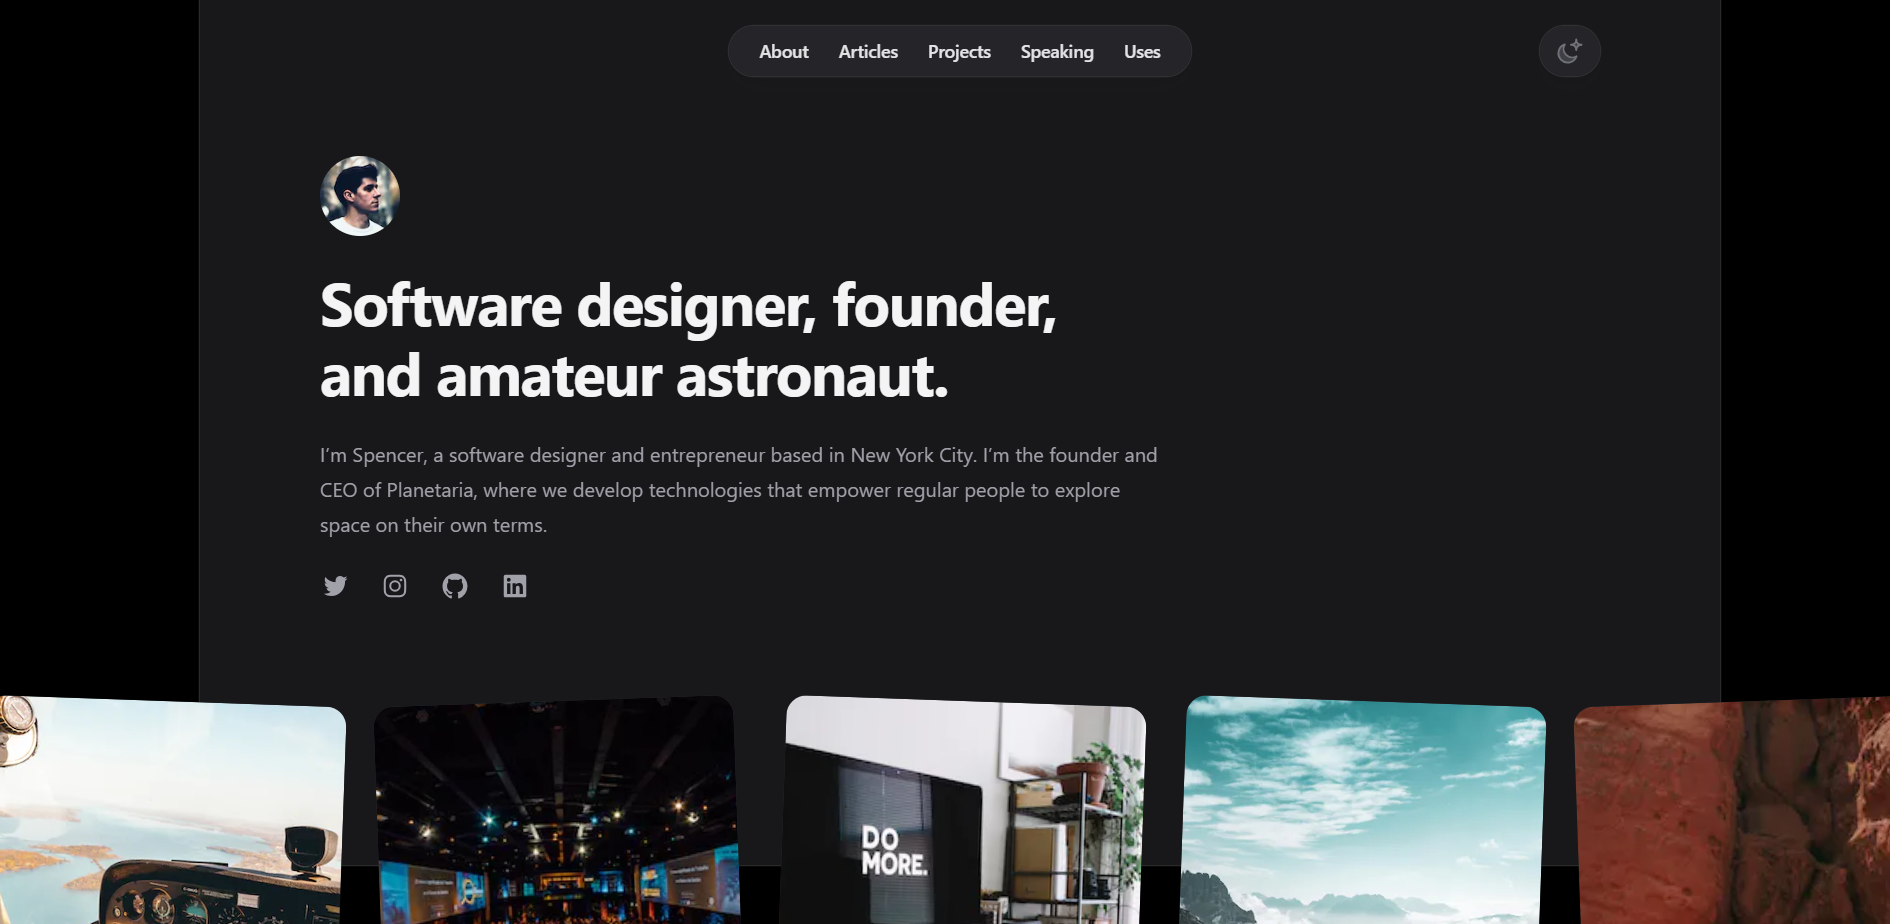 About Articles Projects Speaking Uses
Software designer, founder,
and amateur astronaut.
I’m Spencer, a software designer and entrepreneur based in New York City. I’m the founder and
CEO of Planetaria, where we develop technologies that empower regular people to explore
space on their own terms.
DO
MORE.